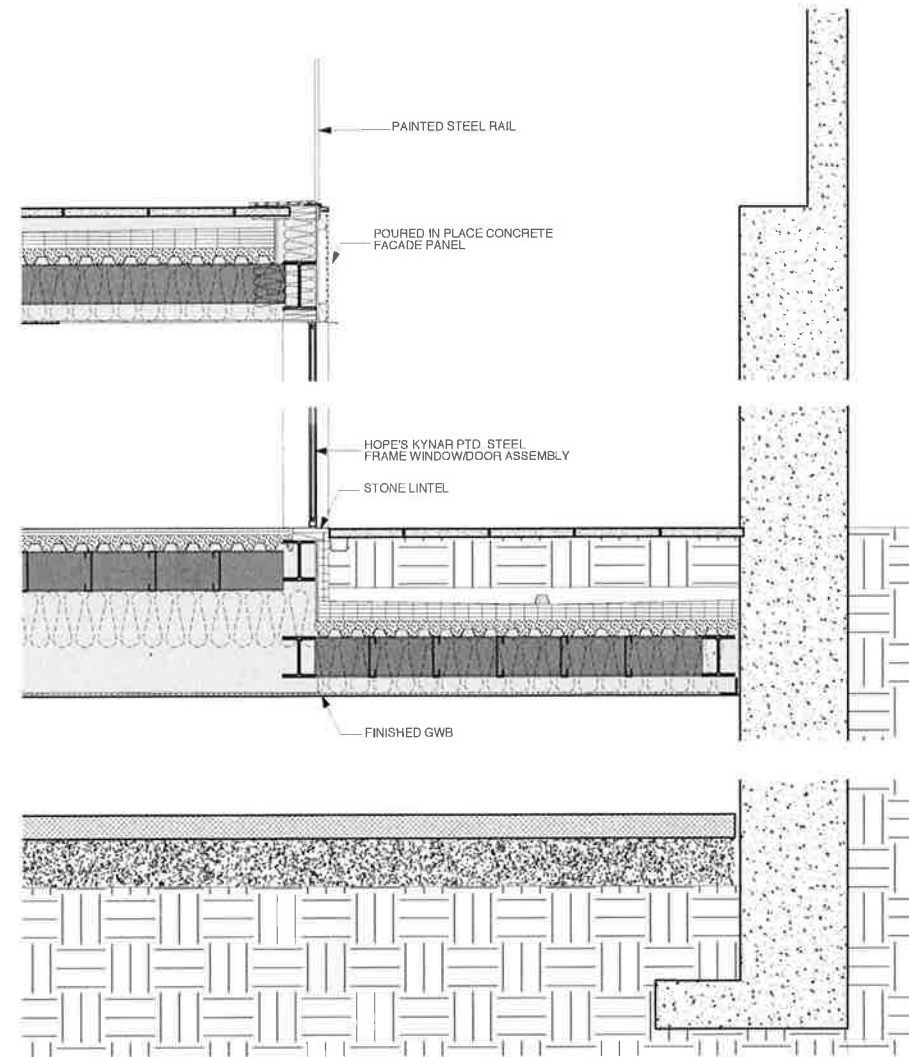 PAINTED STEEL RAIL
POURED IN PLACE CONCRETE
FACADE PANEL
HOPE'S KYNAR PTD. STEEL
FRAME WINDOW/DOOR ASSEMBLY
STONE LINTEL
FINISHED GWB